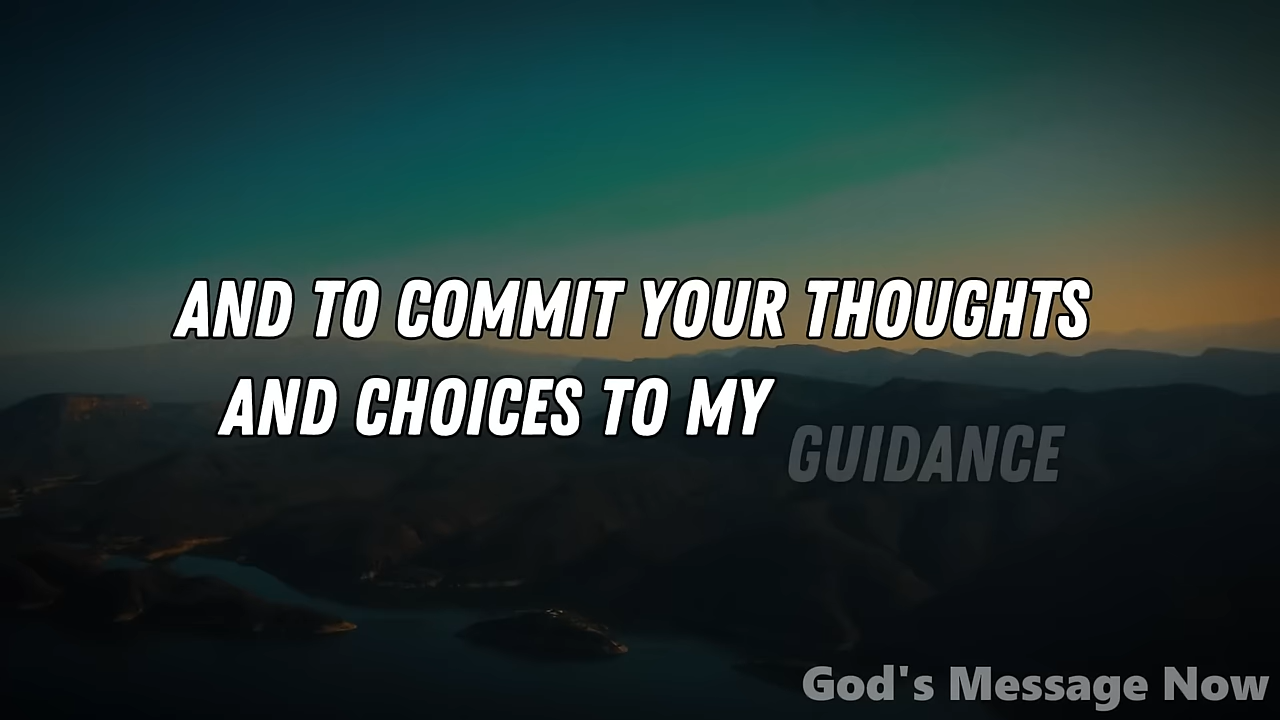 AND TO COMMIT YOUR THOUGHTS
AND CHOICES TO MY GUIDANCE
God's Message Now